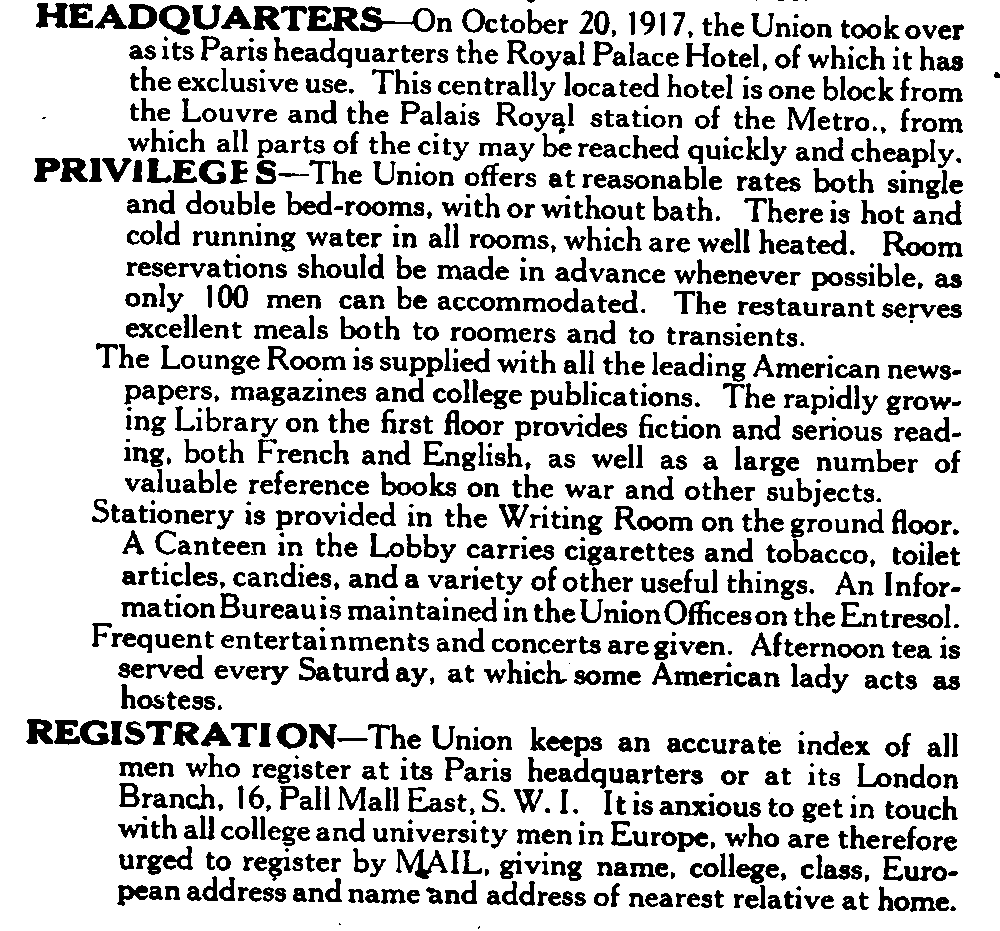 HEADQUARTERS—On October 20, 1917, the Union took over
as its Paris headquarters the Royal Palace Hotel, of which it has
the exclusive use. This centrally located hotel is one block from
the Louvre and the Palais Royal station of the Metro., from
which all parts of the city may be reached quickly and cheaply.
PRIVILEGES—The Union offers at reasonable rates both single
and double bed-rooms, with or without bath. There is hot and
cold running water in all rooms, which are well heated. Room
reservations should be made in advance whenever possible, as
only 100 men can be accommodated. The restaurant serves
excellent meals both to roomers and to transients.
The Lounge Room is supplied with all the leading American news-
papers, magazines and college publications. The rapidly grow-
ing Library on the first floor provides fiction and serious read-
ing, both French and English, as well as a large number of
valuable reference books on the war and other subjects.
Stationery is provided in the Writing Room on the ground floor.
A Canteen in the Lobby carries cigarettes and tobacco, toilet
articles, candies, and a variety of other useful things. An Infor-
mation Bureau is maintained in the Union Offices on the Entresol.
Frequent entertainments and concerts are given. Afternoon tea is
served every Saturday, at which some American lady acts as
hostess.
REGISTRATION—The Union keeps an accurate index of all
men who register at its Paris headquarters or at its London
Branch, 16, Pall Mall East, S. W. I. It is anxious to get in touch
with all college and university men in Europe, who are therefore
urged to register by MAIL, giving name, college, class, Euro-
pean address and name and address of nearest relative at home.